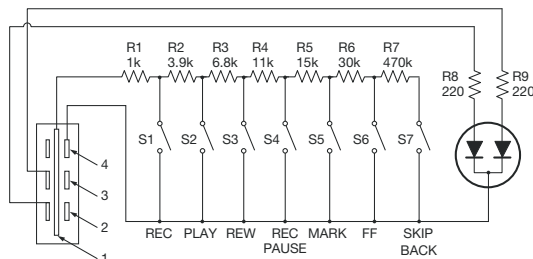 R1 R2 R3 R4 R5 R6 R7
1k 3.9k 6.8k 11k 15k 30k 470k
R8 R9
220 220
S1 S2 S3 S4 S5 S6 S7
4
3
2
1
REC PLAY REW REC MARK FF SKIP
PAUSE BACK